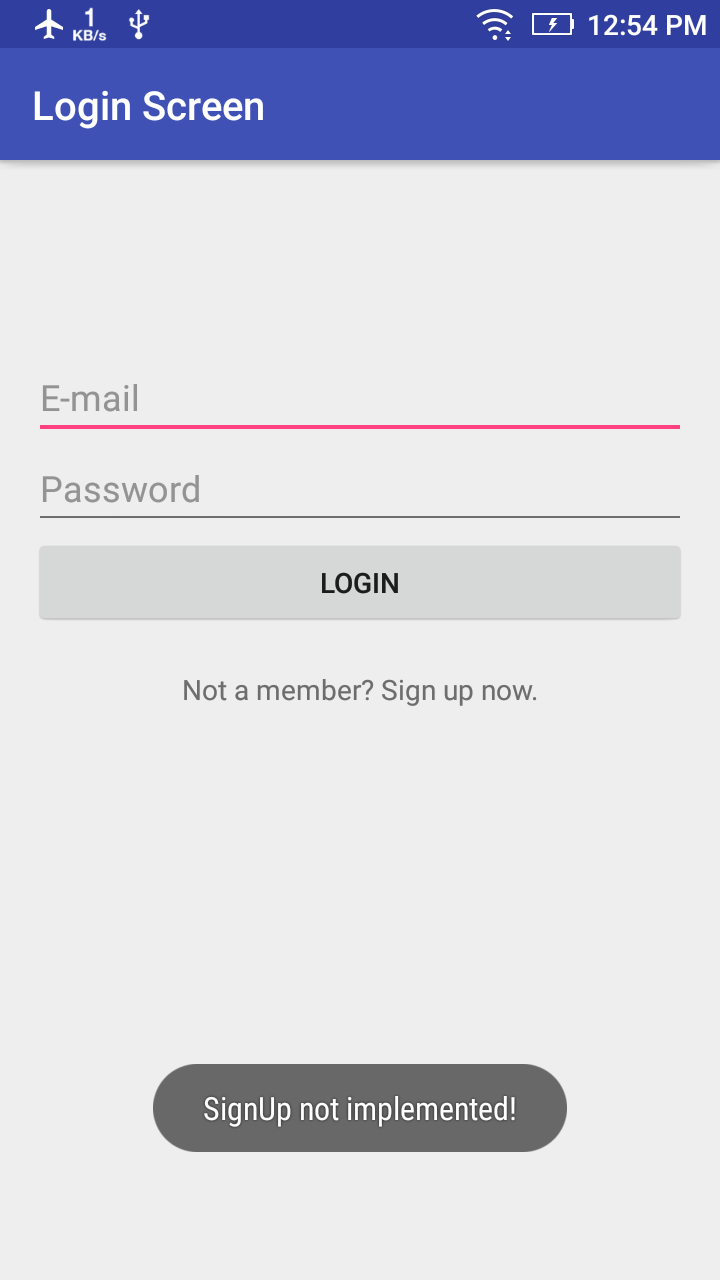 1
KB/s
12:54 PM
Login Screen
E-mail
Password
LOGIN
Not a member? Sign up now.
SignUp not implemented!